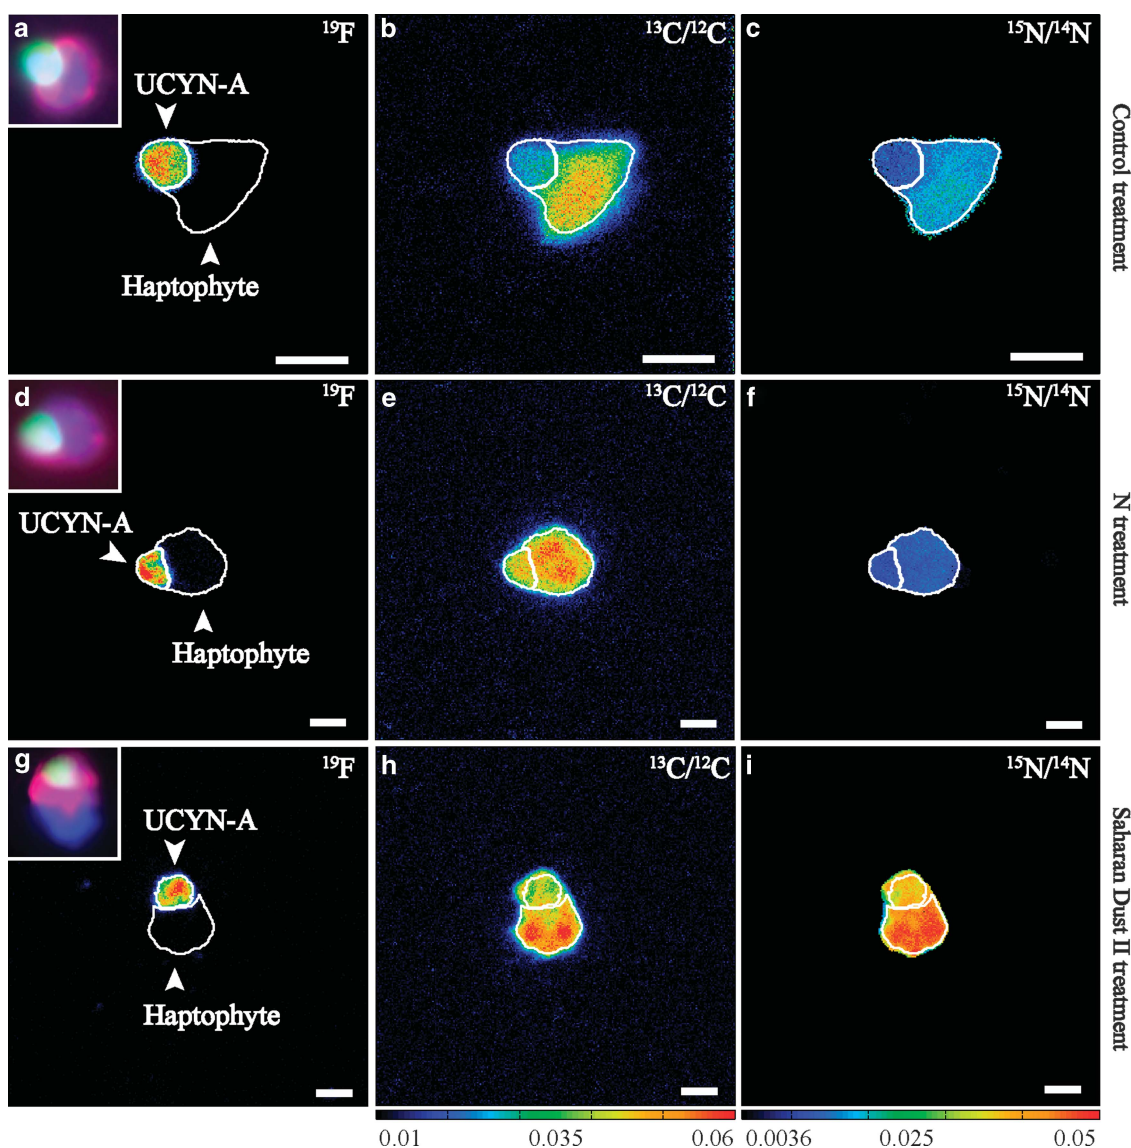 a
¹⁹F
UCYN-A
Haptophyte
b
¹³C/¹²C
c
¹⁵N/¹⁴N
Control treatment
d
¹⁹F
UCYN-A
Haptophyte
e
¹³C/¹²C
f
¹⁵N/¹⁴N
N treatment
g
¹⁹F
UCYN-A
Haptophyte
h
¹³C/¹²C
i
¹⁵N/¹⁴N
Saharan Dust II treatment
0.01 0.035 0.06
0.0036 0.025 0.05